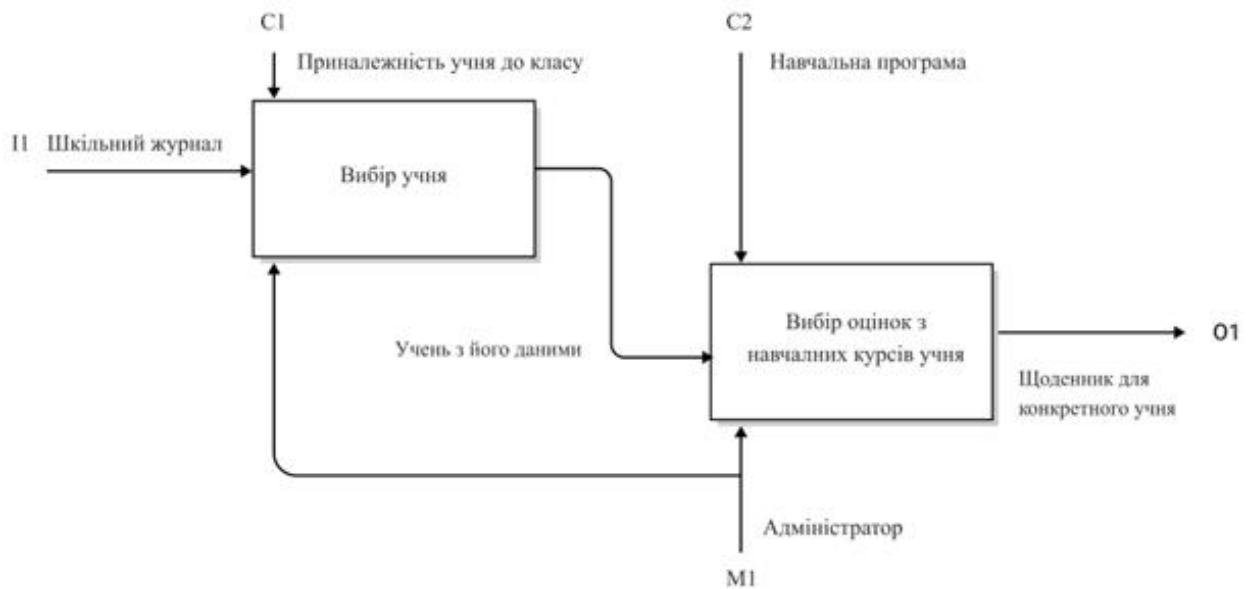 C1
C2
Приналежність учня до класу
Навчальна програма
I1 Шкільний журнал
Вибір учня
Вибір оцінок з
навчалних курсів учня
O1
Учень з його даними
Щоденник для
конкретного учня
Адміністратор
M1